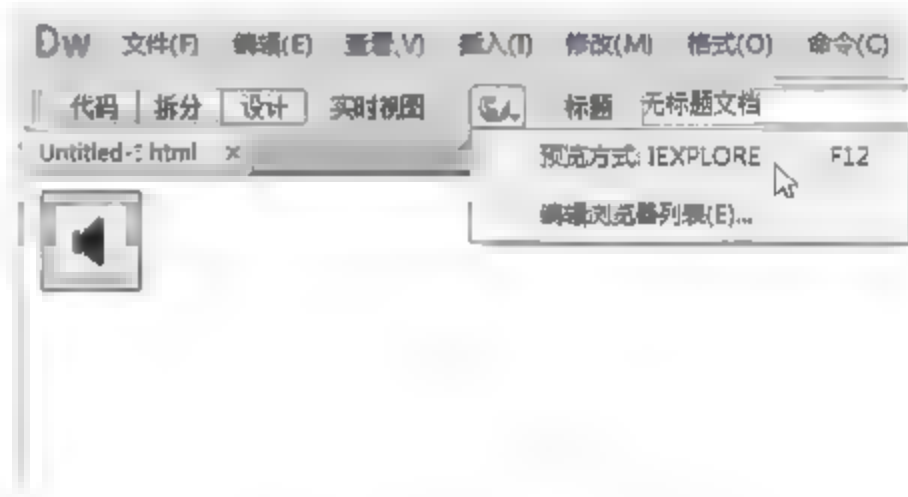 Dw 文件(F) 编辑(E) 查看(V) 插入(I) 修改(M) 格式(O) 命令(C)
代码 拆分 设计 实时视图 标题 无标题文档
html ×
预览方式: IEXPLORE F12
编辑浏览器列表(E)...